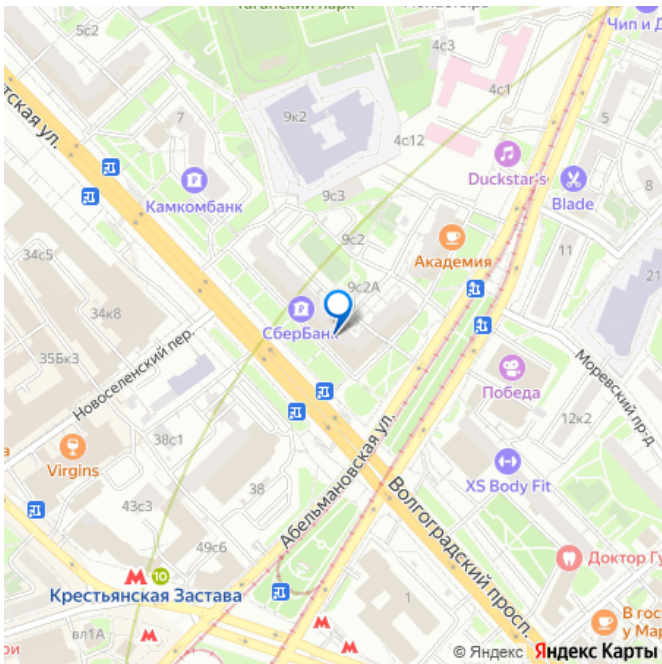 Таганский парк
5с2
4с3
Чип и Д
4с1
9к2
7
4с12
5
тская ул.
Duckstar's
Камкомбанк
9с3
Blade
8
34с5
9с2
Академия
11
21
9с2А
34к8
СберБанк
35Бк3
Новоселенский пер.
Победа
Моревский пр-д
Virgins
38с1
12к2
Абельмановская ул.
38
XS Body Fit
43с3
Волгоградский просп.
49с6
Доктор Гу
10
Крестьянская Застава
1
В гос
у Мар
вл1А
© Яндекс Яндекс Карты